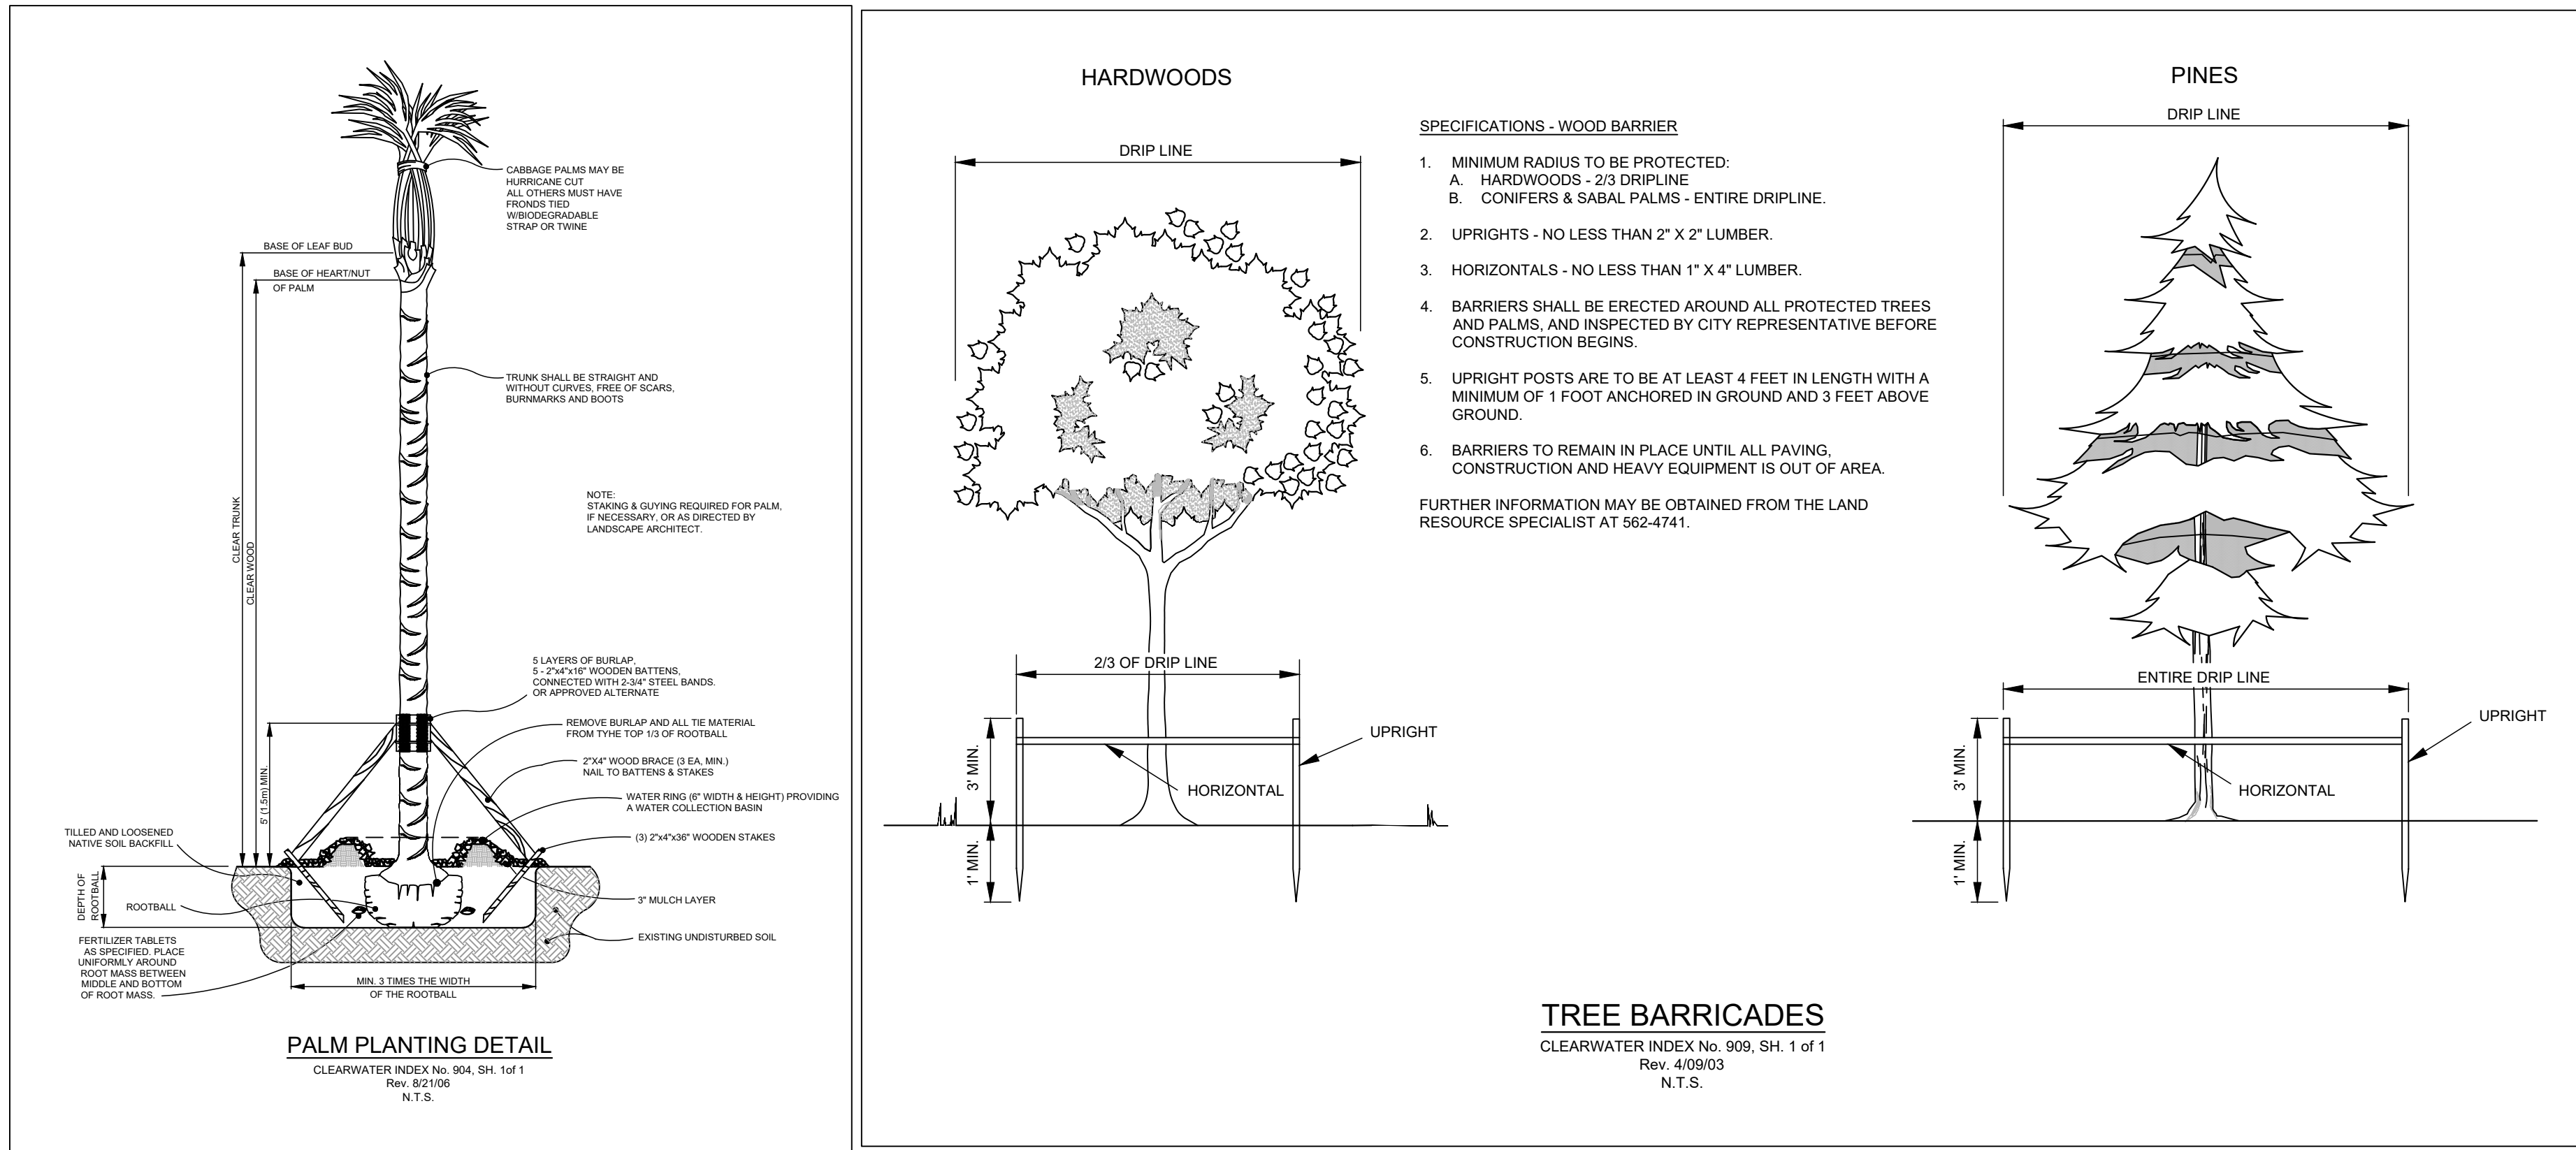 CABBAGE PALMS MAY BE
HURRICANE CUT
ALL OTHERS MUST HAVE
FRONDS TIED
W/BIODEGRADABLE
STRAP OR TWINE
BASE OF LEAF BUD
BASE OF HEART/NUT
OF PALM
TRUNK SHALL BE STRAIGHT AND
WITHOUT CURVES, FREE OF SCARS,
BURNMARKS AND BOOTS
NOTE:
STAKING & GUYING REQUIRED FOR PALM,
IF NECESSARY, OR AS DIRECTED BY
LANDSCAPE ARCHITECT.
CLEAR TRUNK
CLEAR WOOD
5 LAYERS OF BURLAP,
5 - 2"x4"x16" WOODEN BATTENS,
CONNECTED WITH 2-3/4" STEEL BANDS.
OR APPROVED ALTERNATE
REMOVE BURLAP AND ALL TIE MATERIAL
FROM TYHE TOP 1/3 OF ROOTBALL
2"X4" WOOD BRACE (3 EA, MIN.)
NAIL TO BATTENS & STAKES
WATER RING (6" WIDTH & HEIGHT) PROVIDING
A WATER COLLECTION BASIN
5' (1.5m) MIN.
TILLED AND LOOSENED
NATIVE SOIL BACKFILL
(3) 2"x4"x36" WOODEN STAKES
DEPTH OF
ROOTBALL
ROOTBALL
3" MULCH LAYER
EXISTING UNDISTURBED SOIL
FERTILIZER TABLETS
AS SPECIFIED. PLACE
UNIFORMLY AROUND
ROOT MASS BETWEEN
MIDDLE AND BOTTOM
OF ROOT MASS.
MIN. 3 TIMES THE WIDTH
OF THE ROOTBALL
PALM PLANTING DETAIL
CLEARWATER INDEX No. 904, SH. 1of 1
Rev. 8/21/06
N.T.S.
HARDWOODS
DRIP LINE
2/3 OF DRIP LINE
3' MIN.
1' MIN.
UPRIGHT
HORIZONTAL
SPECIFICATIONS - WOOD BARRIER
1. MINIMUM RADIUS TO BE PROTECTED:
A. HARDWOODS - 2/3 DRIPLINE
B. CONIFERS & SABAL PALMS - ENTIRE DRIPLINE.
2. UPRIGHTS - NO LESS THAN 2" X 2" LUMBER.
3. HORIZONTALS - NO LESS THAN 1" X 4" LUMBER.
4. BARRIERS SHALL BE ERECTED AROUND ALL PROTECTED TREES
AND PALMS, AND INSPECTED BY CITY REPRESENTATIVE BEFORE
CONSTRUCTION BEGINS.
5. UPRIGHT POSTS ARE TO BE AT LEAST 4 FEET IN LENGTH WITH A
MINIMUM OF 1 FOOT ANCHORED IN GROUND AND 3 FEET ABOVE
GROUND.
6. BARRIERS TO REMAIN IN PLACE UNTIL ALL PAVING,
CONSTRUCTION AND HEAVY EQUIPMENT IS OUT OF AREA.
FURTHER INFORMATION MAY BE OBTAINED FROM THE LAND
RESOURCE SPECIALIST AT 562-4741.
PINES
DRIP LINE
ENTIRE DRIP LINE
3' MIN.
1' MIN.
UPRIGHT
HORIZONTAL
TREE BARRICADES
CLEARWATER INDEX No. 909, SH. 1 of 1
Rev. 4/09/03
N.T.S.